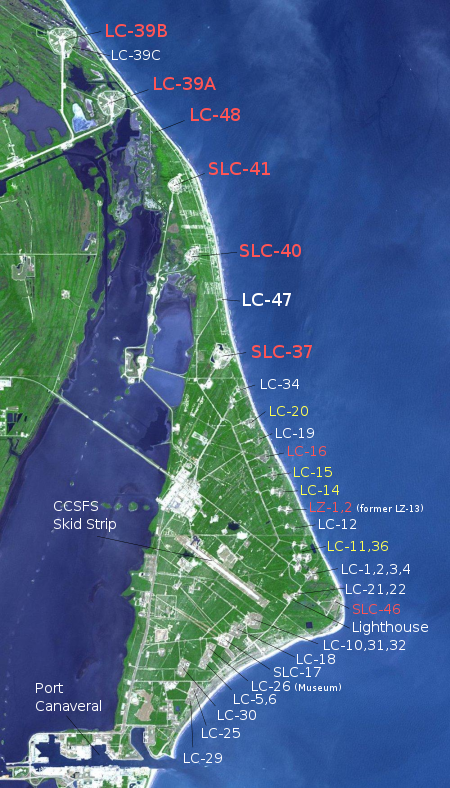 LC-39B
LC-39C
LC-39A
LC-48
SLC-41
SLC-40
LC-47
SLC-37
LC-34
LC-20
LC-19
LC-16
LC-15
LC-14
LZ-1,2 (former LZ-13)
LC-12
CCSFS
Skid Strip
LC-11,36
LC-1,2,3,4
LC-21,22
SLC-46
Lighthouse
LC-10,31,32
LC-18
SLC-17
LC-26 (Museum)
LC-5,6
LC-30
LC-25
LC-29
Port
Canaveral